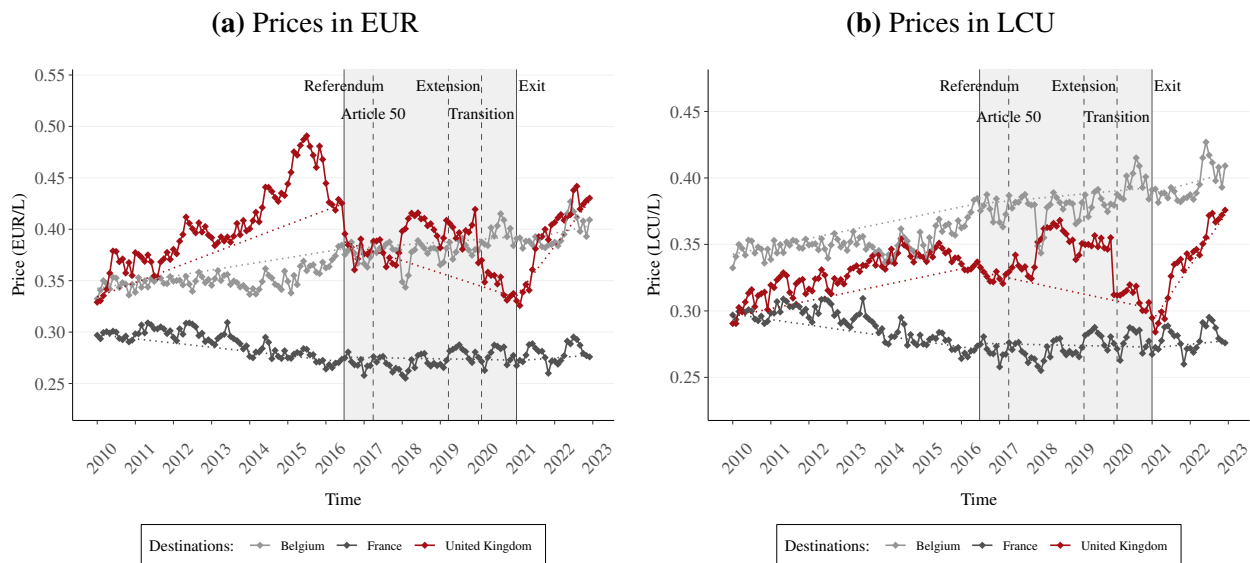 (a) Prices in EUR
0.55
0.50
0.45
0.40
0.35
0.30
0.25
Price (EUR/L)
Referendum
Extension
Exit
Article 50
Transition
2010 2011 2012 2013 2014 2015 2016 2017 2018 2019 2020 2021 2022 2023
Time
Destinations: Belgium France United Kingdom
(b) Prices in LCU
0.45
0.40
0.35
0.30
0.25
Price (LCU/L)
Referendum
Extension
Exit
Article 50
Transition
2010 2011 2012 2013 2014 2015 2016 2017 2018 2019 2020 2021 2022 2023
Time
Destinations: Belgium France United Kingdom